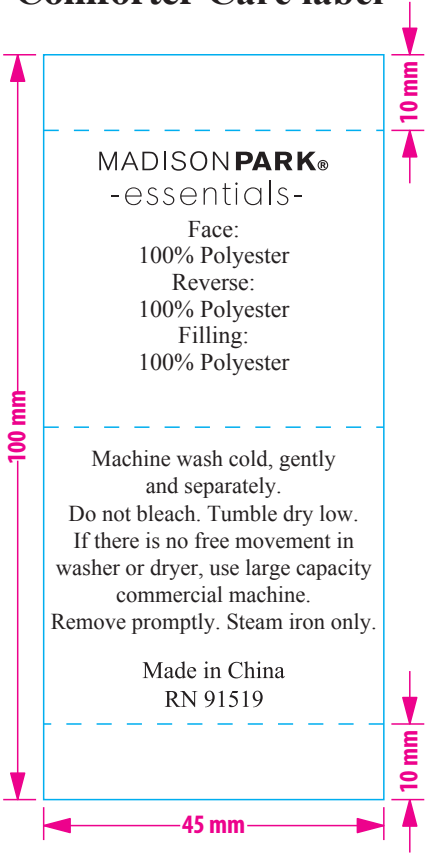 Comforter Care label
10 mm
MADISONPARK®
-essentials-
Face:
100% Polyester
Reverse:
100% Polyester
Filling:
100% Polyester
100 mm
Machine wash cold, gently
and separately.
Do not bleach. Tumble dry low.
If there is no free movement in
washer or dryer, use large capacity
commercial machine.
Remove promptly. Steam iron only.
Made in China
RN 91519
10 mm
45 mm